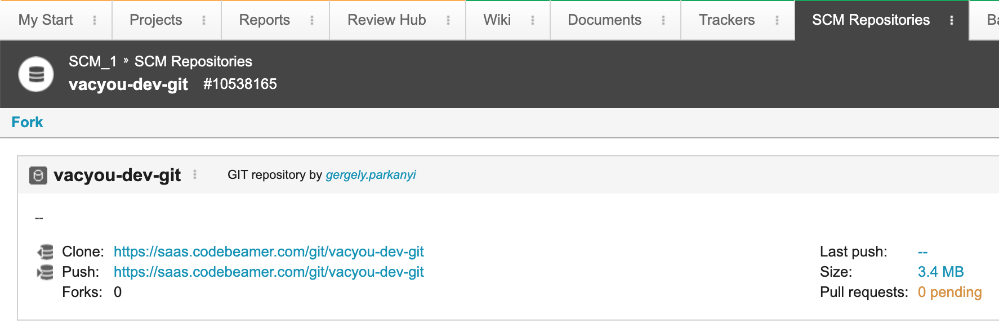 My Start Projects Reports Review Hub Wiki Documents Trackers SCM Repositories
SCM_1 » SCM Repositories
vacyou-dev-git #10538165
Fork
vacyou-dev-git GIT repository by gergely.parkanyi
--
Clone: https://saas.codebeamer.com/git/vacyou-dev-git Last push: --
Push: https://saas.codebeamer.com/git/vacyou-dev-git Size: 3.4 MB
Forks: 0 Pull requests: 0 pending